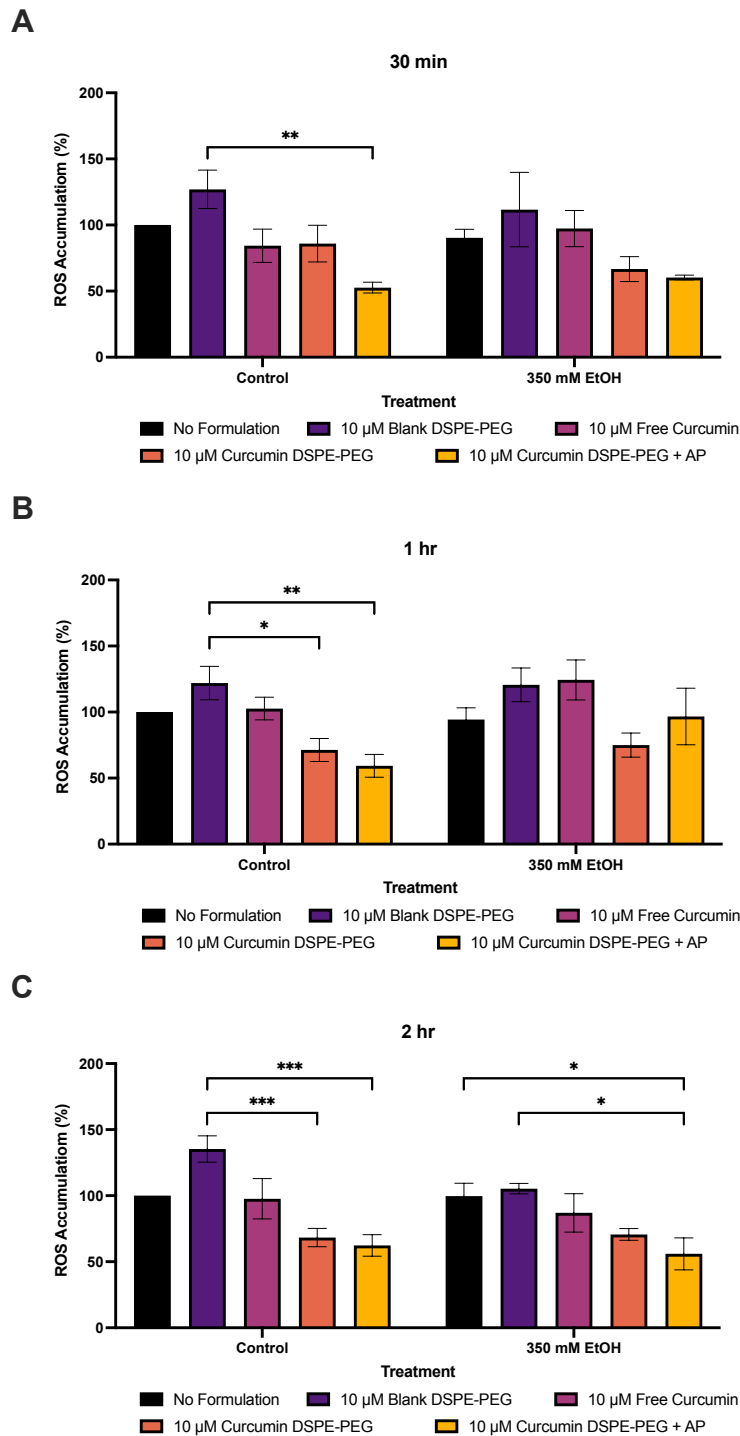 A
30 min
200
**
150
100
50
0
ROS Accumulatiom (%)
Control 350 mM EtOH
Treatment
No Formulation 10 µM Blank DSPE-PEG 10 µM Free Curcumin
10 µM Curcumin DSPE-PEG 10 µM Curcumin DSPE-PEG + AP
B
1 hr
200
**
*
150
100
50
0
ROS Accumulatiom (%)
Control 350 mM EtOH
Treatment
No Formulation 10 µM Blank DSPE-PEG 10 µM Free Curcumin
10 µM Curcumin DSPE-PEG 10 µM Curcumin DSPE-PEG + AP
C
2 hr
200
*** *
*** *
150
100
50
0
ROS Accumulatiom (%)
Control 350 mM EtOH
Treatment
No Formulation 10 µM Blank DSPE-PEG 10 µM Free Curcumin
10 µM Curcumin DSPE-PEG 10 µM Curcumin DSPE-PEG + AP